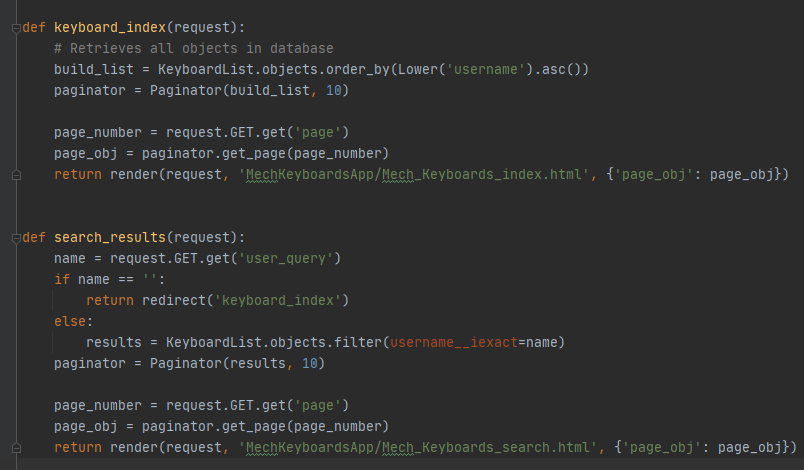 def keyboard_index(request):
    # Retrieves all objects in database
    build_list = KeyboardList.objects.order_by(Lower('username').asc())
    paginator = Paginator(build_list, 10)

    page_number = request.GET.get('page')
    page_obj = paginator.get_page(page_number)
    return render(request, 'MechKeyboardsApp/Mech_Keyboards_index.html', {'page_obj': page_obj})


def search_results(request):
    name = request.GET.get('user_query')
    if name == '':
        return redirect('keyboard_index')
    else:
        results = KeyboardList.objects.filter(username__iexact=name)
    paginator = Paginator(results, 10)

    page_number = request.GET.get('page')
    page_obj = paginator.get_page(page_number)
    return render(request, 'MechKeyboardsApp/Mech_Keyboards_search.html', {'page_obj': page_obj})